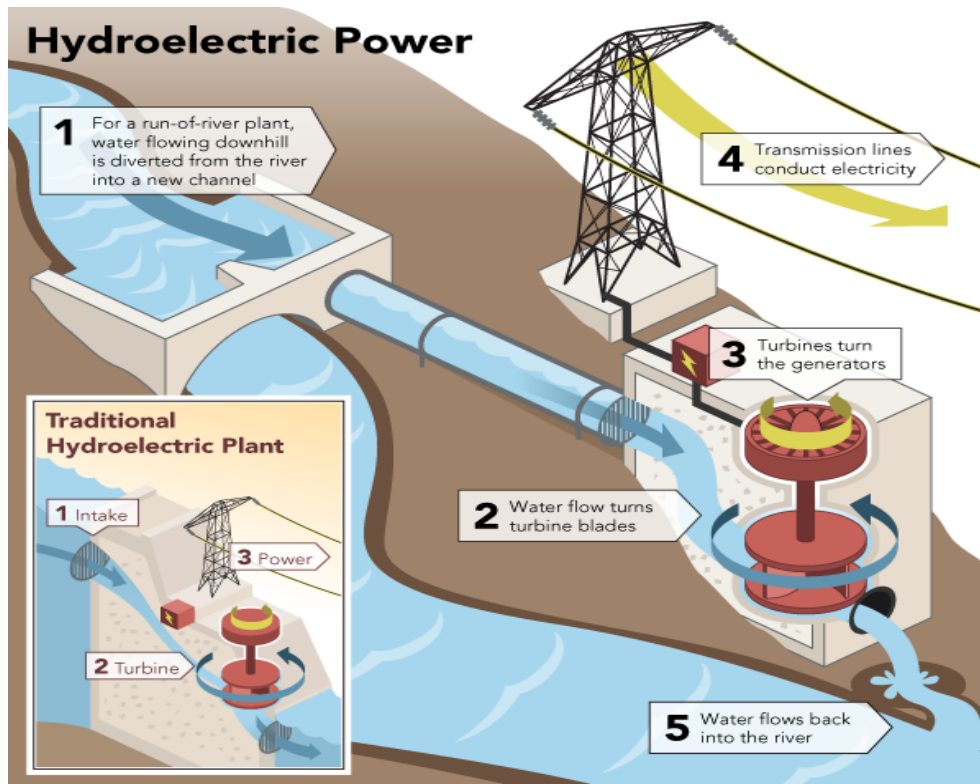 Hydroelectric Power
1 For a run-of-river plant,
water flowing downhill
is diverted from the river
into a new channel
4 Transmission lines
conduct electricity
3 Turbines turn
the generators
2 Water flow turns
turbine blades
5 Water flows back
into the river
Traditional
Hydroelectric Plant
1 Intake
3 Power
2 Turbine